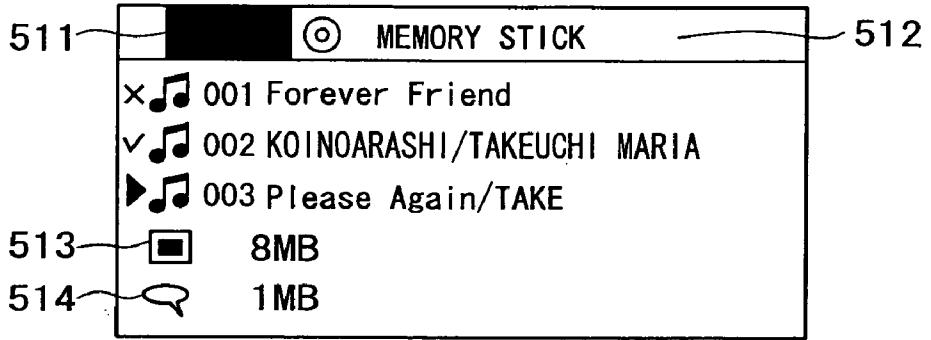 511 MEMORY STICK 512
001 Forever Friend
002 KOINOARASHI/TAKEUCHI MARIA
003 Please Again/TAKE
513 8MB
514 1MB